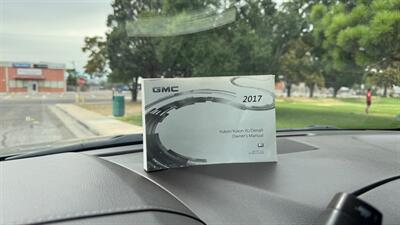 GMC
2017
Yukon/Yukon XL/Denali
Owner's Manual